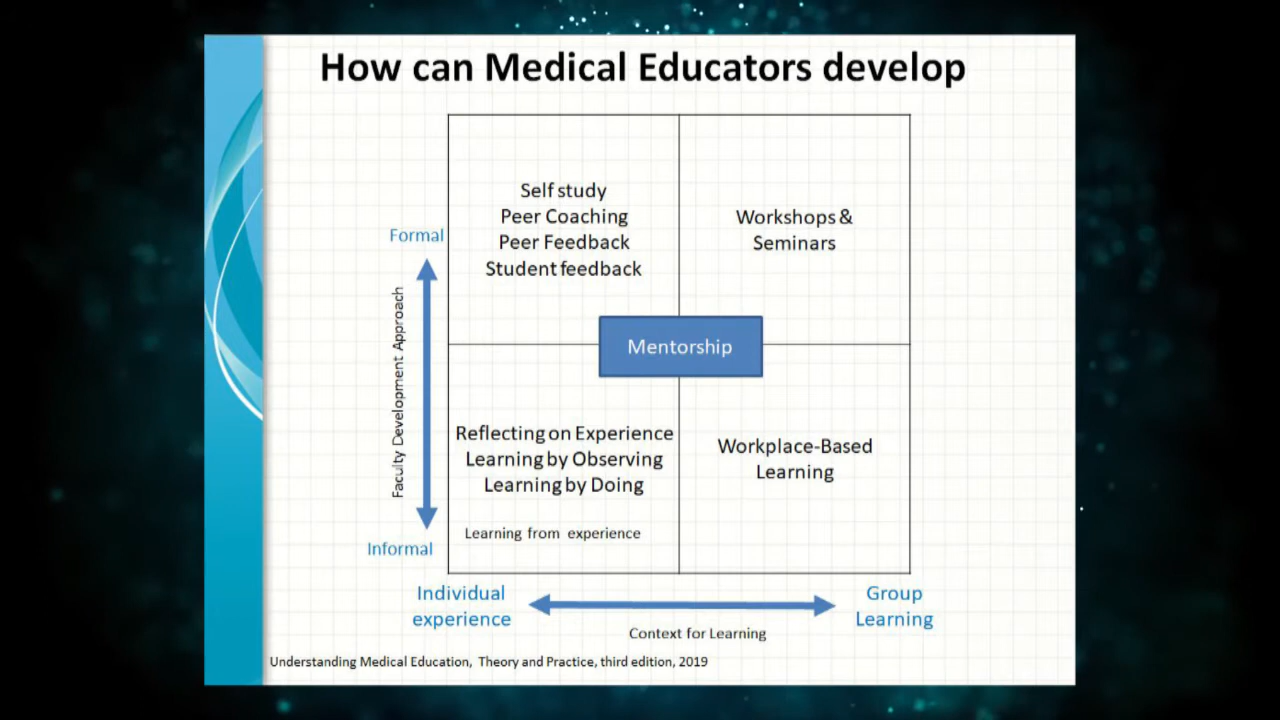 How can Medical Educators develop
Self study
Peer Coaching
Peer Feedback
Student feedback
Workshops &
Seminars
Formal
Faculty Development Approach
Mentorship
Reflecting on Experience
Learning by Observing
Learning by Doing
Learning from experience
Workplace-Based
Learning
Informal
Individual
experience
Group
Learning
Context for Learning
Understanding Medical Education, Theory and Practice, third edition, 2019